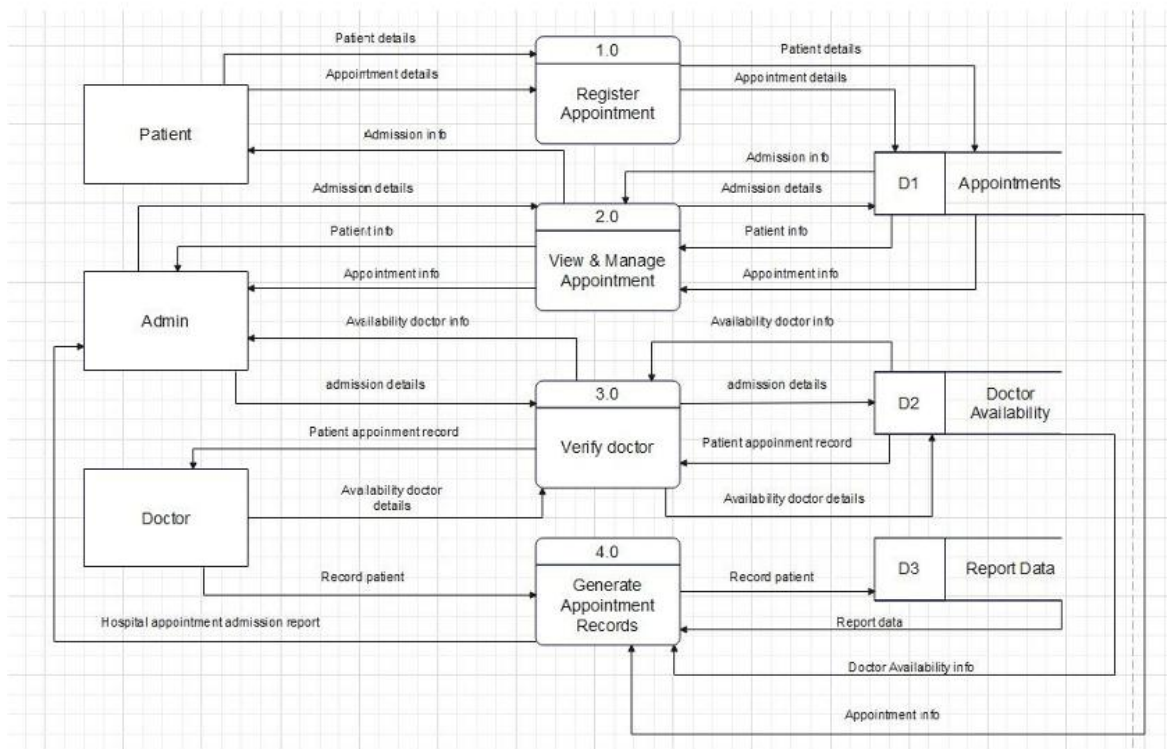 Patient details
1.0
Patient details
Appointment details
Appointment details
Register
Appointment
Patient
Admission info
Admission info
D1
Appointments
Admission details
Admission details
2.0
Patient info
Patient info
View & Manage
Appointment
Appointment info
Appointment info
Admin
Availability doctor info
Availability doctor info
admission details
3.0
admission details
D2
Doctor
Availability
Patient appoinment record
Verify doctor
Patient appoinment record
Availability doctor
details
Availability doctor details
Doctor
4.0
Record patient
Generate
Appointment
Records
Record patient
D3
Report Data
Hospital appointment admission report
Report data
Doctor Availability info
Appointment info